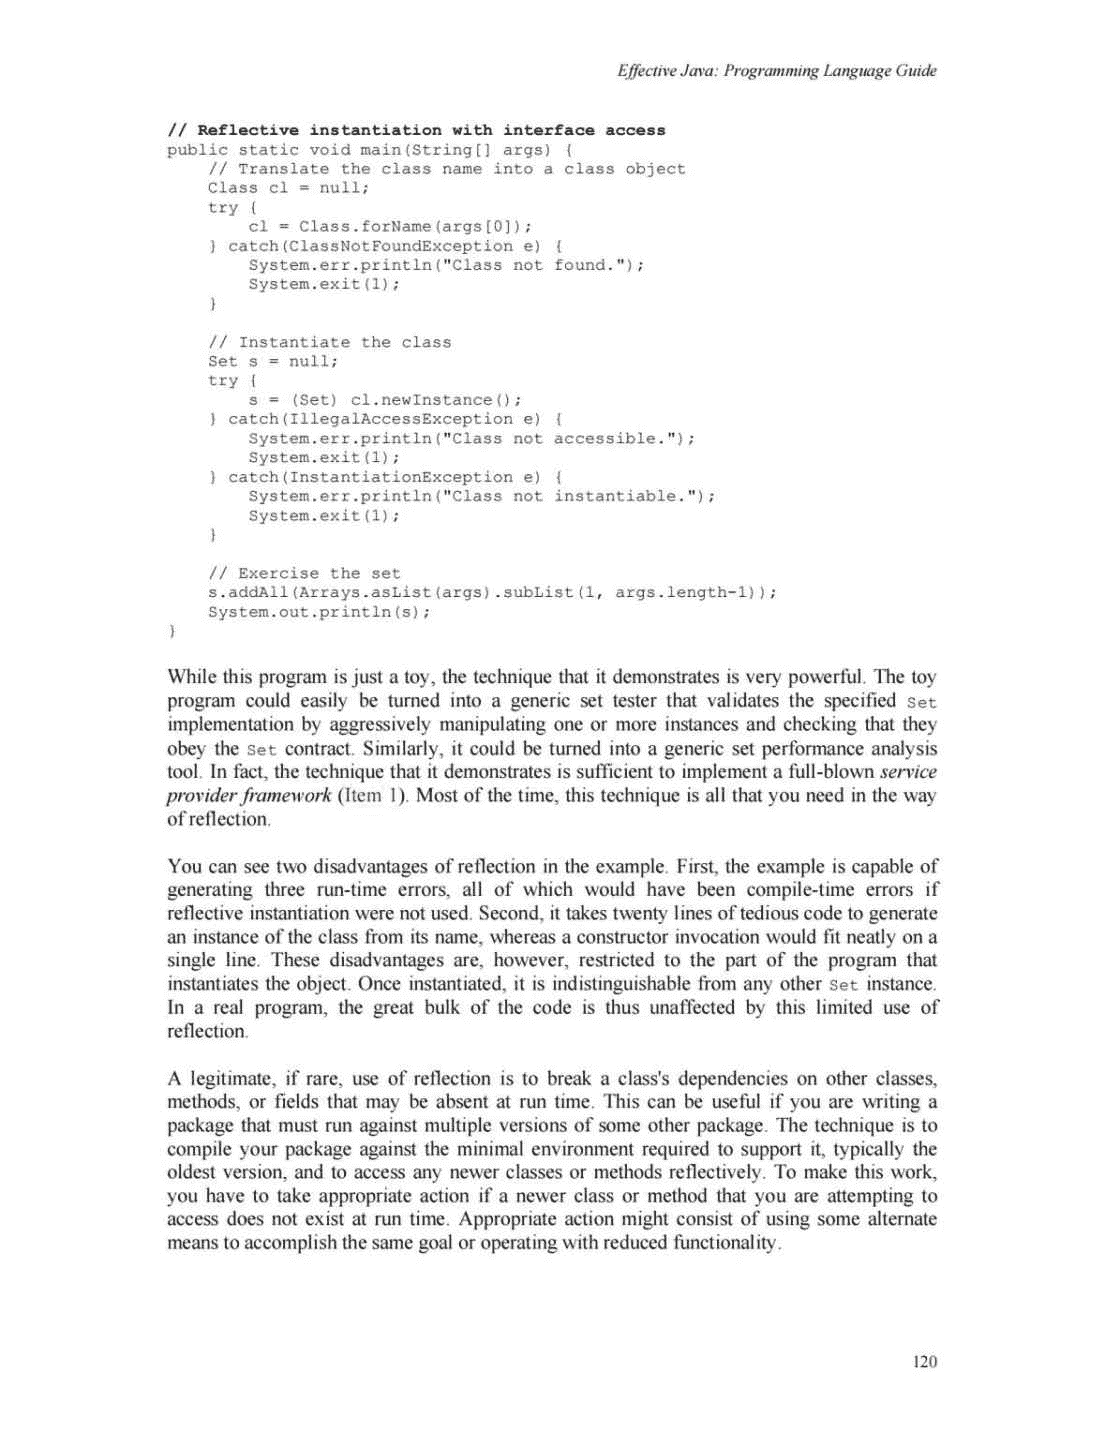 Effective Java: Programming Language Guide
// Reflective instantiation with interface access
public static void main(String[] args) {
    // Translate the class name into a class object
    Class cl = null;
    try {
        cl = Class.forName(args[0]);
    } catch(ClassNotFoundException e) {
        System.err.println("Class not found.");
        System.exit(1);
    }
    // Instantiate the class
    Set s = null;
    try {
        s = (Set) cl.newInstance();
    } catch(IllegalAccessException e) {
        System.err.println("Class not accessible.");
        System.exit(1);
    } catch(InstantiationException e) {
        System.err.println("Class not instantiable.");
        System.exit(1);
    }
    // Exercise the set
    s.addAll(Arrays.asList(args).subList(1, args.length-1));
    System.out.println(s);
}
While this program is just a toy, the technique that it demonstrates is very powerful. The toy
program could easily be turned into a generic set tester that validates the specified Set
implementation by aggressively manipulating one or more instances and checking that they
obey the Set contract. Similarly, it could be turned into a generic set performance analysis
tool. In fact, the technique that it demonstrates is sufficient to implement a full-blown service
provider framework (Item 1). Most of the time, this technique is all that you need in the way
of reflection.
You can see two disadvantages of reflection in the example. First, the example is capable of
generating three run-time errors, all of which would have been compile-time errors if
reflective instantiation were not used. Second, it takes twenty lines of tedious code to generate
an instance of the class from its name, whereas a constructor invocation would fit neatly on a
single line. These disadvantages are, however, restricted to the part of the program that
instantiates the object. Once instantiated, it is indistinguishable from any other Set instance.
In a real program, the great bulk of the code is thus unaffected by this limited use of
reflection.
A legitimate, if rare, use of reflection is to break a class's dependencies on other classes,
methods, or fields that may be absent at run time. This can be useful if you are writing a
package that must run against multiple versions of some other package. The technique is to
compile your package against the minimal environment required to support it, typically the
oldest version, and to access any newer classes or methods reflectively. To make this work,
you have to take appropriate action if a newer class or method that you are attempting to
access does not exist at run time. Appropriate action might consist of using some alternate
means to accomplish the same goal or operating with reduced functionality.
120